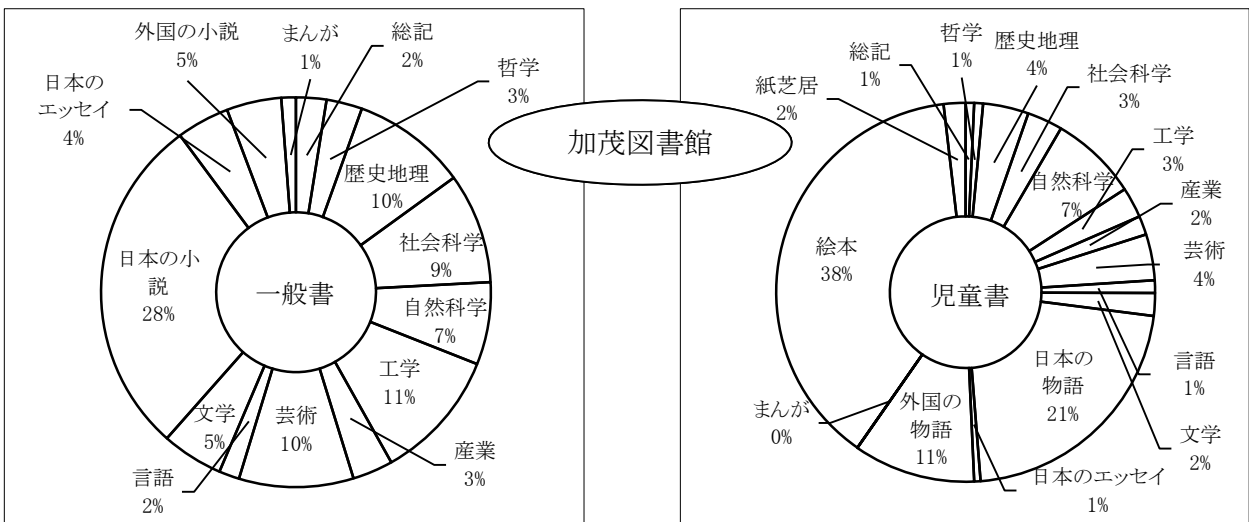 加茂図書館
一般書
総記
2%
哲学
3%
歴史地理
10%
社会科学
9%
自然科学
7%
工学
11%
産業
3%
芸術
10%
言語
2%
文学
5%
日本の小
説
28%
日本の
エッセイ
4%
外国の小説
5%
まんが
1%
児童書
総記
1%
哲学
1%
歴史地理
4%
社会科学
3%
自然科学
7%
工学
3%
産業
2%
芸術
4%
言語
1%
文学
2%
日本の
物語
21%
日本のエッセイ
1%
外国の
物語
11%
まんが
0%
絵本
38%
紙芝居
2%